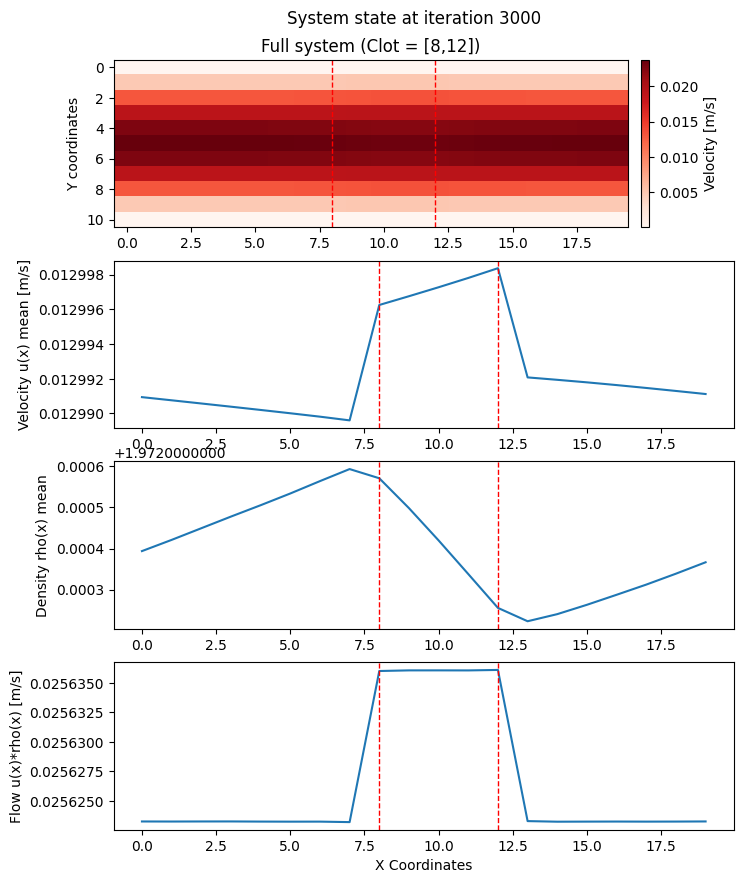 System state at iteration 3000
Full system (Clot = [8,12])
Y coordinates
0
2
4
6
8
10
0.0 2.5 5.0 7.5 10.0 12.5 15.0 17.5
0.020
0.015
0.010
0.005
Velocity [m/s]
Velocity u(x) mean [m/s]
0.012998
0.012996
0.012994
0.012992
0.012990
0.0 2.5 5.0 7.5 10.0 12.5 15.0 17.5
+1.9720000000
Density rho(x) mean
0.0006
0.0005
0.0004
0.0003
0.0 2.5 5.0 7.5 10.0 12.5 15.0 17.5
Flow u(x)*rho(x) [m/s]
0.0256350
0.0256325
0.0256300
0.0256275
0.0256250
0.0 2.5 5.0 7.5 10.0 12.5 15.0 17.5
X Coordinates